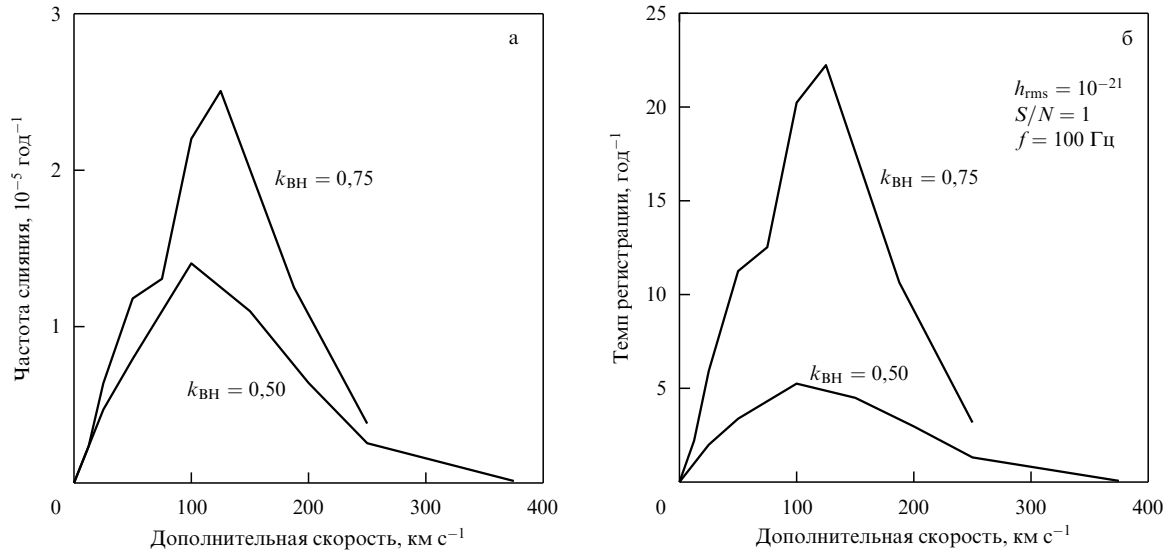 а
3
2
1
0
100
200
300
400
Частота слияния, 10⁻⁵ год⁻¹
Дополнительная скорость, км с⁻¹
k_BH = 0,75
k_BH = 0,50
б
25
20
15
10
5
0
100
200
300
400
Темп регистрации, год⁻¹
Дополнительная скорость, км с⁻¹
h_rms = 10⁻²¹
S/N = 1
f = 100 Гц
k_BH = 0,75
k_BH = 0,50